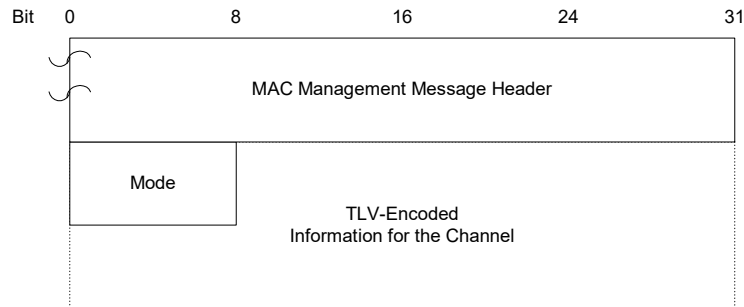 Bit 0 8 16 24 31
MAC Management Message Header
Mode
TLV-Encoded
Information for the Channel